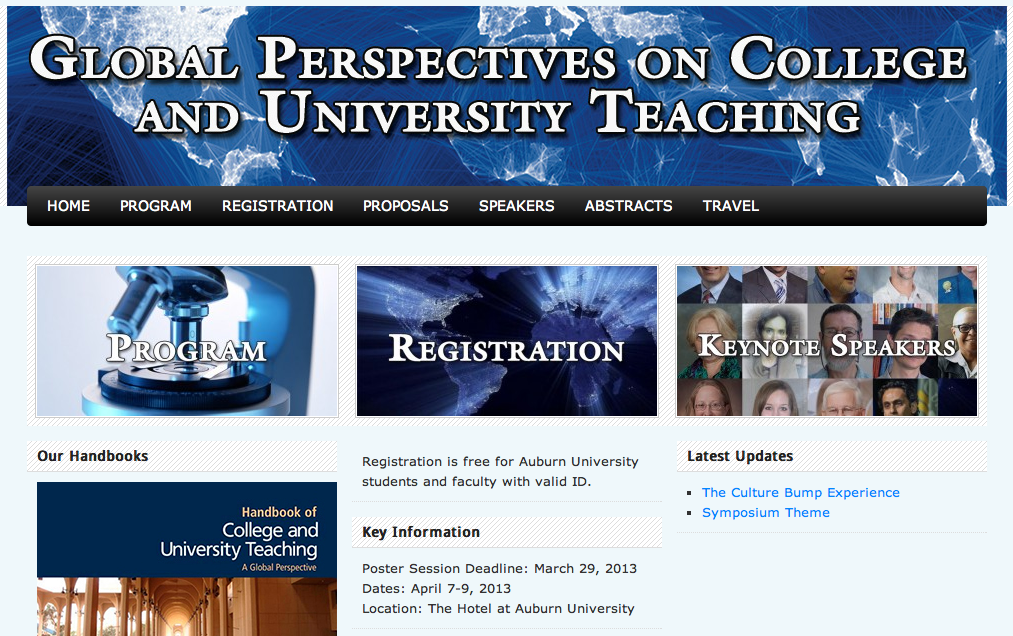 Global Perspectives on College
and University Teaching
HOME PROGRAM REGISTRATION PROPOSALS SPEAKERS ABSTRACTS TRAVEL
Program
Registration
Keynote Speakers
Our Handbooks
Handbook of
College and
University Teaching
A Global Perspective
Registration is free for Auburn University
students and faculty with valid ID.
Key Information
Poster Session Deadline: March 29, 2013
Dates: April 7-9, 2013
Location: The Hotel at Auburn University
Latest Updates
The Culture Bump Experience
Symposium Theme